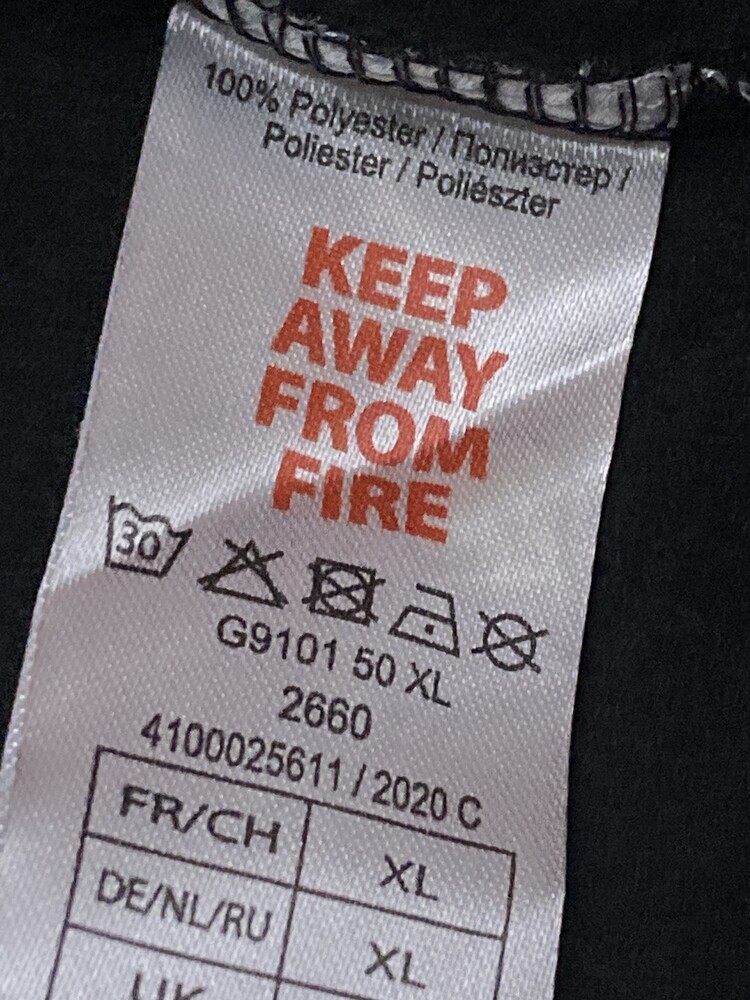 100% Polyester / Полиэстер /
Poliester / Poliészter
KEEP
AWAY
FROM
FIRE
30
G9101 50 XL
2660
4100025611 / 2020 C
FR/CH XL
DE/NL/RU XL
UK